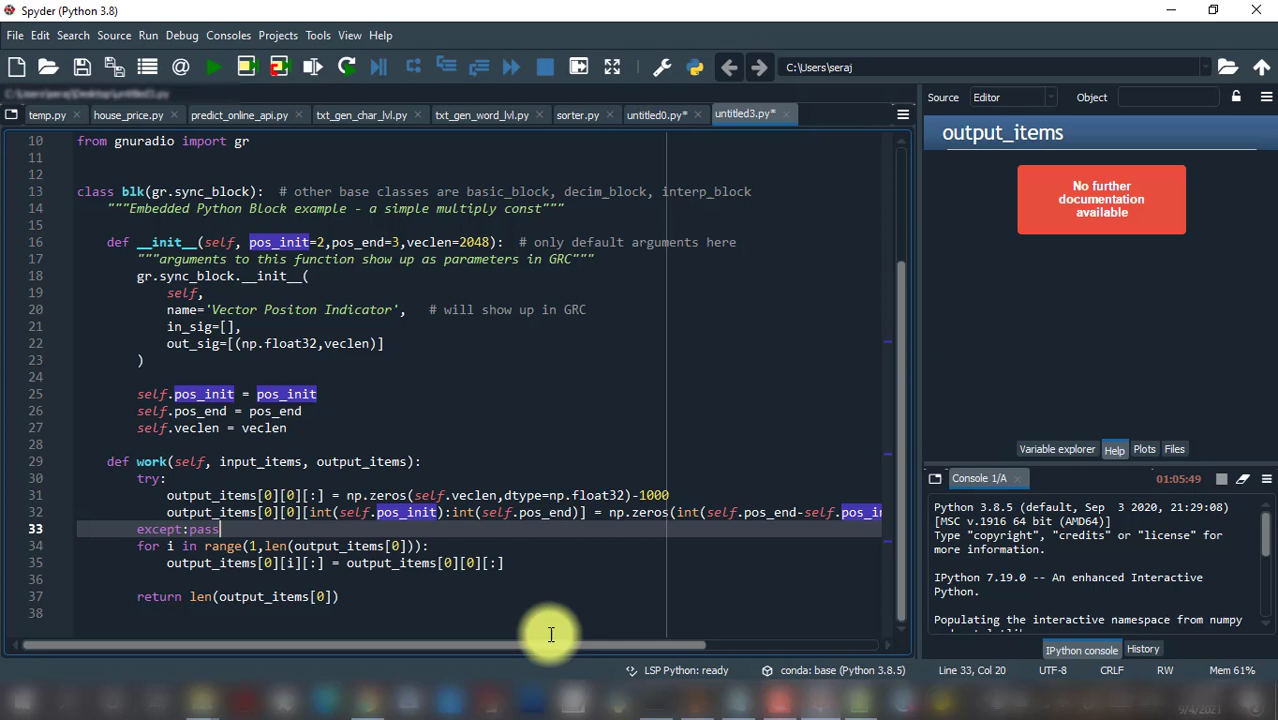 Spyder (Python 3.8)
File Edit Search Source Run Debug Consoles Projects Tools View Help
C:\Users\seraj
temp.py house_price.py predict_online_api.py txt_gen_char_lvl.py txt_gen_word_lvl.py sorter.py untitled0.py* untitled3.py*
10 from gnuradio import gr
11
12
13 class blk(gr.sync_block): # other base classes are basic_block, decim_block, interp_block
14 """Embedded Python Block example - a simple multiply const"""
15
16 def __init__(self, pos_init=2,pos_end=3,veclen=2048): # only default arguments here
17 """arguments to this function show up as parameters in GRC"""
18 gr.sync_block.__init__(
19 self,
20 name='Vector Positon Indicator', # will show up in GRC
21 in_sig=[],
22 out_sig=[(np.float32,veclen)]
23 )
24
25 self.pos_init = pos_init
26 self.pos_end = pos_end
27 self.veclen = veclen
28
29 def work(self, input_items, output_items):
30 try:
31 output_items[0][0][:] = np.zeros(self.veclen,dtype=np.float32)-1000
32 output_items[0][0][int(self.pos_init):int(self.pos_end)] = np.zeros(int(self.pos_end-self.pos_in
33 except:pass
34 for i in range(1,len(output_items[0])):
35 output_items[0][i][:] = output_items[0][0][:]
36
37 return len(output_items[0])
38
Source Editor Object
output_items
No further
documentation
available
Variable explorer Help Plots Files
Console 1/A 01:05:49
Python 3.8.5 (default, Sep 3 2020, 21:29:08)
[MSC v.1916 64 bit (AMD64)]
Type "copyright", "credits" or "license" for
more information.
IPython 7.19.0 -- An enhanced Interactive
Python.
Populating the interactive namespace from numpy
IPython console History
LSP Python: ready conda: base (Python 3.8.5) Line 33, Col 20 UTF-8 CRLF RW Mem 61%
9/4/2021